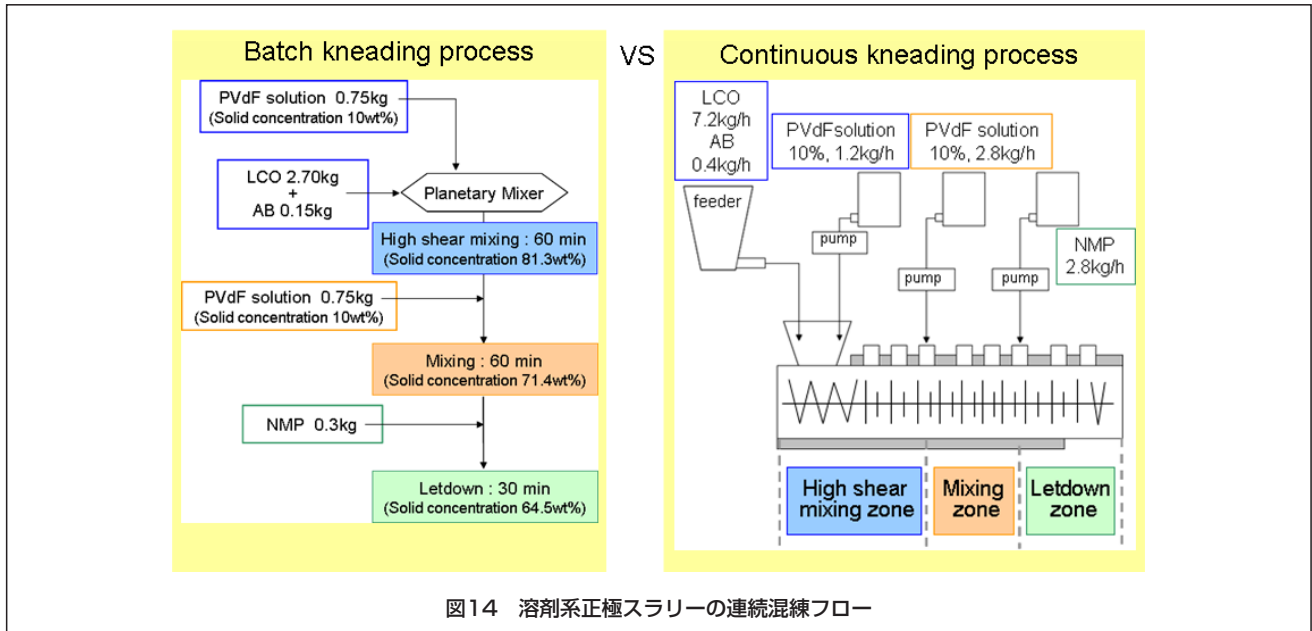 Batch kneading process
VS
Continuous kneading process
PVdF solution 0.75kg
(Solid concentration 10wt%)
LCO 2.70kg
+
AB 0.15kg
Planetary Mixer
High shear mixing : 60 min
(Solid concentration 81.3wt%)
PVdF solution 0.75kg
(Solid concentration 10wt%)
Mixing : 60 min
(Solid concentration 71.4wt%)
NMP 0.3kg
Letdown : 30 min
(Solid concentration 64.5wt%)
LCO
7.2kg/h
AB
0.4kg/h
PVdFsolution
10%, 1.2kg/h
PVdF solution
10%, 2.8kg/h
feeder
pump
pump
pump
NMP
2.8kg/h
High shear
mixing zone
Mixing
zone
Letdown
zone
図14 溶剤系正極スラリーの連続混練フロー